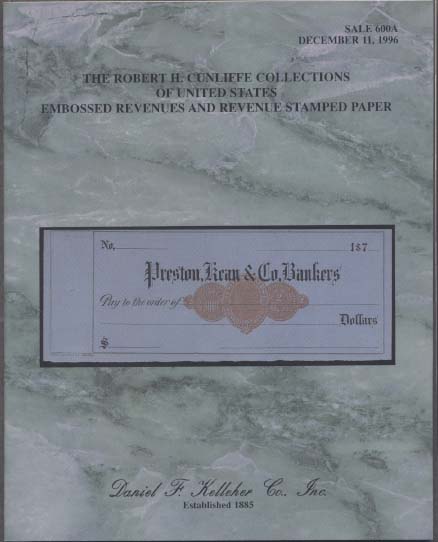 SALE 600A
DECEMBER 11, 1996
THE ROBERT H. CUNLIFFE COLLECTIONS
OF UNITED STATES
EMBOSSED REVENUES AND REVENUE STAMPED PAPER
No,
187
Preston, Kean & Co, Bankers
Pay to the order of
Dollars
$
Daniel F. Kelleher Co., Inc.
Established 1885